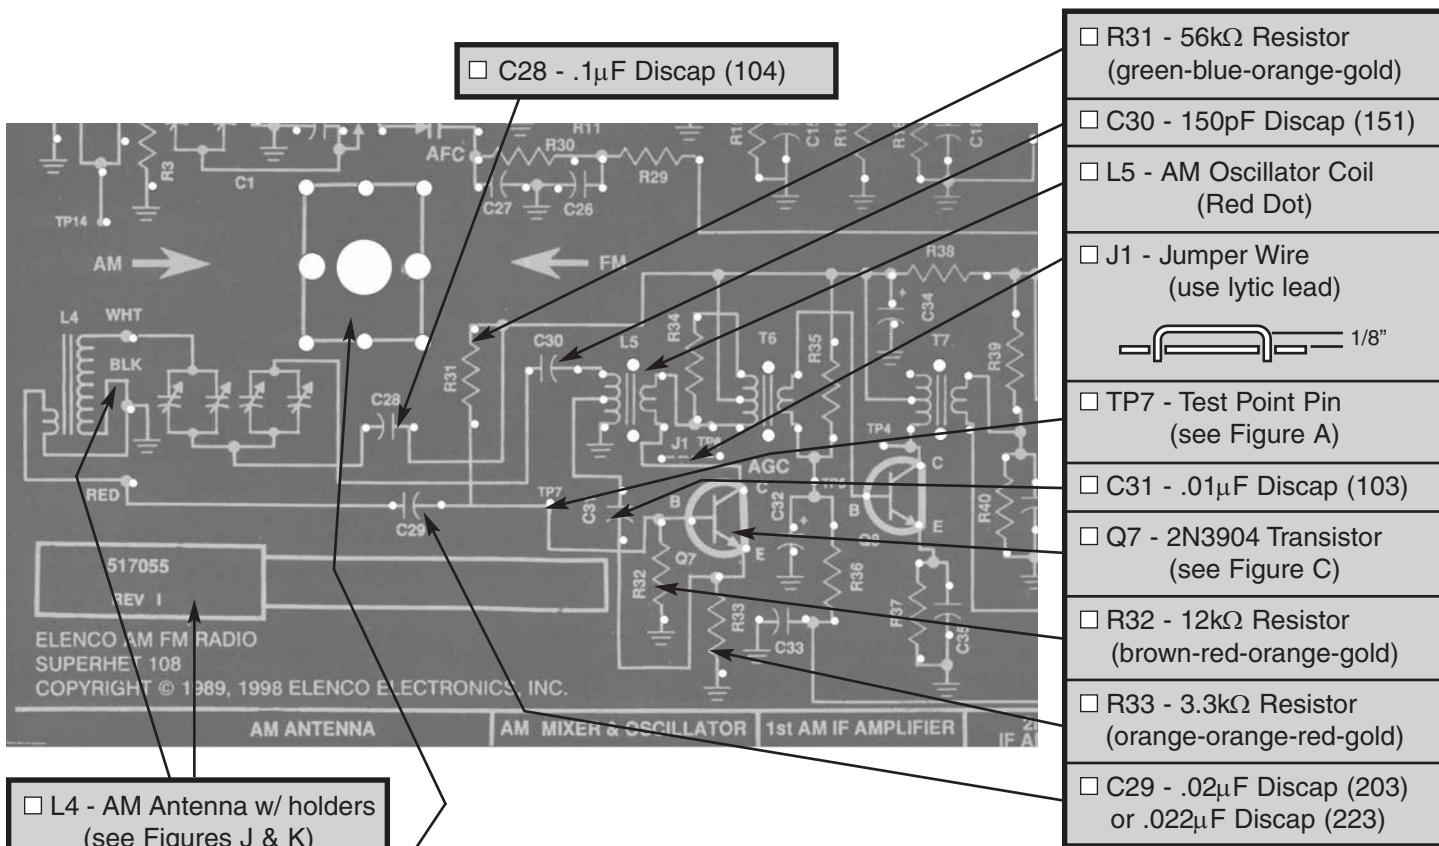 ☐ C28 - .1μF Discap (104)
☐ R31 - 56kΩ Resistor
(green-blue-orange-gold)
☐ C30 - 150pF Discap (151)
☐ L5 - AM Oscillator Coil
(Red Dot)
☐ J1 - Jumper Wire
(use lytic lead)
1/8”
☐ TP7 - Test Point Pin
(see Figure A)
☐ C31 - .01μF Discap (103)
☐ Q7 - 2N3904 Transistor
(see Figure C)
☐ R32 - 12kΩ Resistor
(brown-red-orange-gold)
☐ R33 - 3.3kΩ Resistor
(orange-orange-red-gold)
☐ C29 - .02μF Discap (203)
or .022μF Discap (223)
R3
C1
AFC
R30
R11
R29
C27
C26
C15
R16
TP14
AM
FM
R38
L4
WHT
BLK
RED
C28
R31
C30
L5
R34
T6
R35
C34
+
T7
R39
J1
AGC
TP4
C29
TP7
C31
B
C
E
Q7
C32
+
B
C
E
R40
R32
R33
R36
C33
R37
C35
517055
REV I
ELENCO AM FM RADIO
SUPERHET 108
COPYRIGHT © 1989, 1998 ELENCO ELECTRONICS, INC.
AM ANTENNA
AM MIXER & OSCILLATOR
1st AM IF AMPLIFIER
☐ L4 - AM Antenna w/ holders
(see Figures J & K)